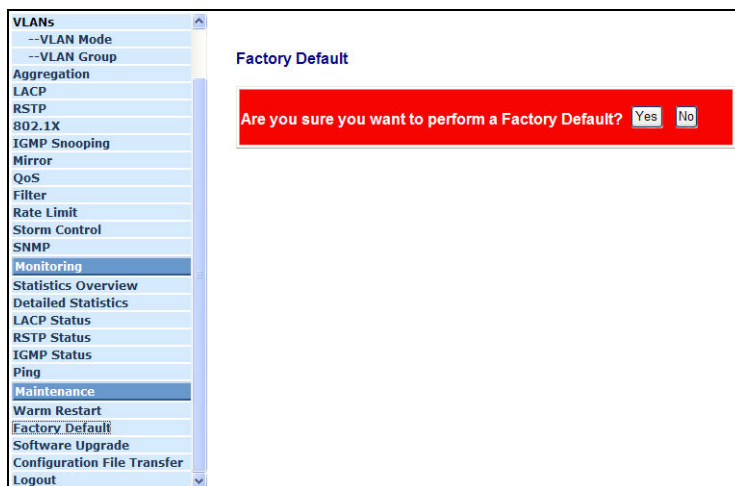 VLANs
--VLAN Mode
--VLAN Group
Aggregation
LACP
RSTP
802.1X
IGMP Snooping
Mirror
QoS
Filter
Rate Limit
Storm Control
SNMP
Monitoring
Statistics Overview
Detailed Statistics
LACP Status
RSTP Status
IGMP Status
Ping
Maintenance
Warm Restart
Factory Default
Software Upgrade
Configuration File Transfer
Logout
Factory Default
Are you sure you want to perform a Factory Default? Yes No